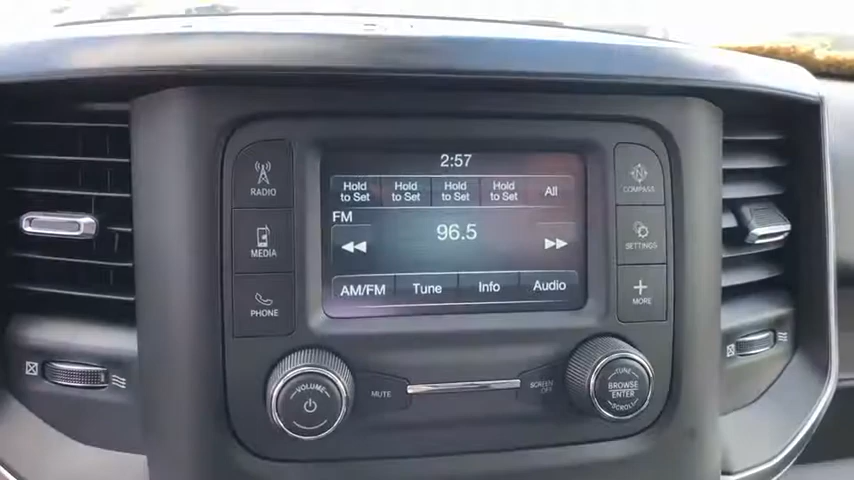 2:57
Hold to Set
Hold to Set
Hold to Set
Hold to Set
All
FM
96.5
AM/FM
Tune
Info
Audio
RADIO
MEDIA
PHONE
COMPASS
SETTINGS
MORE
VOLUME
MUTE
SCREEN OFF
TUNE
BROWSE
ENTER
SCROLL